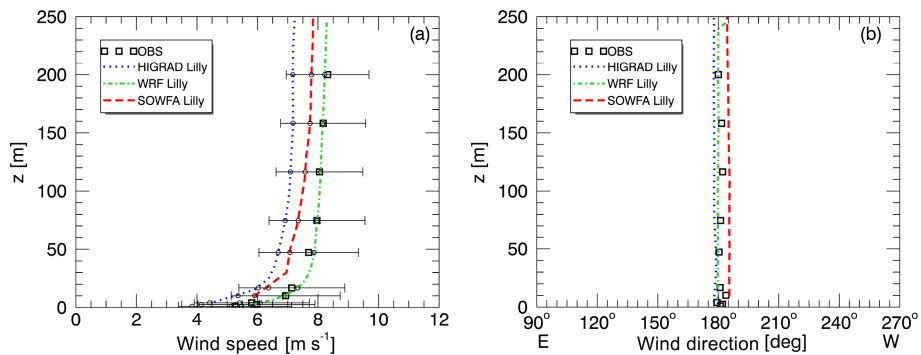 250
200
150
100
50
0
z [m]
(a)
OBS
HIGRAD Lilly
WRF Lilly
SOWFA Lilly
0 2 4 6 8 10 12
Wind speed [m s⁻¹]
250
200
150
100
50
0
z [m]
(b)
OBS
HIGRAD Lilly
WRF Lilly
SOWFA Lilly
90° 120° 150° 180° 210° 240° 270°
E Wind direction [deg] W